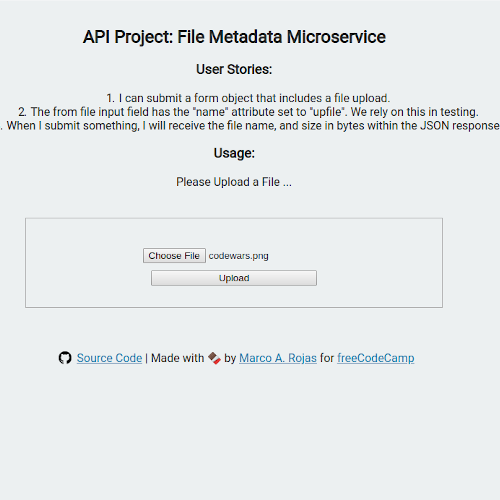 API Project: File Metadata Microservice
User Stories:
1. I can submit a form object that includes a file upload.
2. The from file input field has the "name" attribute set to "upfile". We rely on this in testing.
. When I submit something, I will receive the file name, and size in bytes within the JSON response
Usage:
Please Upload a File ...
Choose File codewars.png
Upload
Source Code | Made with 🍫 by Marco A. Rojas for freeCodeCamp